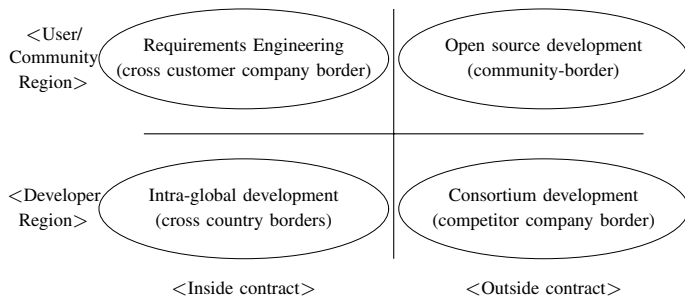 <User/
Community
Region>
Requirements Engineering
(cross customer company border)
Open source development
(community-border)
<Developer
Region>
Intra-global development
(cross country borders)
Consortium development
(competitor company border)
<Inside contract>
<Outside contract>